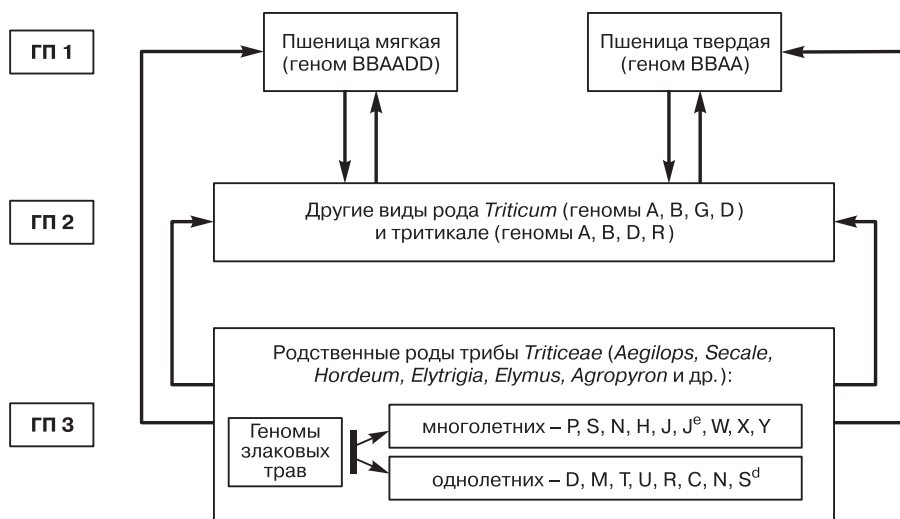 ГП 1
Пшеница мягкая
(геном BBAADD)
Пшеница твердая
(геном BBAA)
ГП 2
Другие виды рода Triticum (геномы A, B, G, D)
и тритикале (геномы A, B, D, R)
ГП 3
Родственные роды трибы Triticeae (Aegilops, Secale,
Hordeum, Elytrigia, Elymus, Agropyron и др.):
Геномы
злаковых
трав
многолетних – P, S, N, H, J, Jᵉ, W, X, Y
однолетних – D, M, T, U, R, C, N, Sᵈ